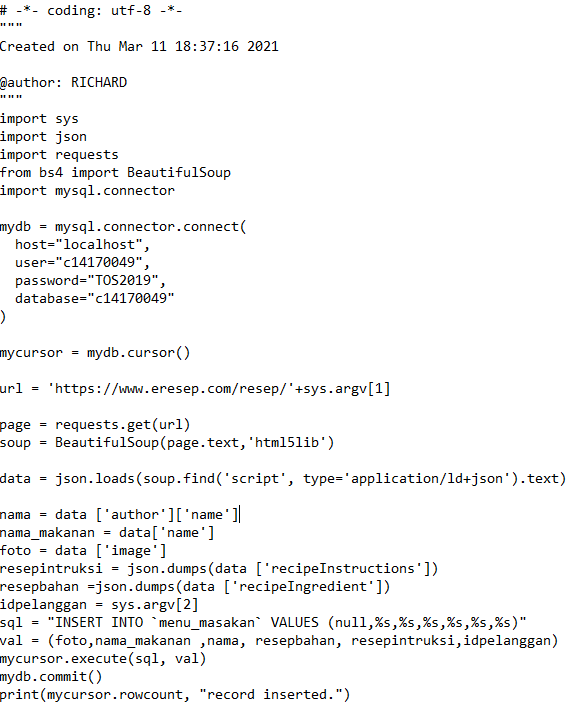 # -*- coding: utf-8 -*-
"""
Created on Thu Mar 11 18:37:16 2021

@author: RICHARD
"""
import sys
import json
import requests
from bs4 import BeautifulSoup
import mysql.connector

mydb = mysql.connector.connect(
  host="localhost",
  user="c14170049",
  password="TOS2019",
  database="c14170049"
)

mycursor = mydb.cursor()

url = 'https://www.eresep.com/resep/'+sys.argv[1]

page = requests.get(url)
soup = BeautifulSoup(page.text,'html5lib')

data = json.loads(soup.find('script', type='application/ld+json').text)

nama = data ['author']['name']
nama_makanan = data['name']
foto = data ['image']
resepintruksi = json.dumps(data ['recipeInstructions'])
resepbahan =json.dumps(data ['recipeIngredient'])
idpelanggan = sys.argv[2]
sql = "INSERT INTO `menu_masakan` VALUES (null,%s,%s,%s,%s,%s,%s)"
val = (foto,nama_makanan ,nama, resepbahan, resepintruksi,idpelanggan)
mycursor.execute(sql, val)
mydb.commit()
print(mycursor.rowcount, "record inserted.")